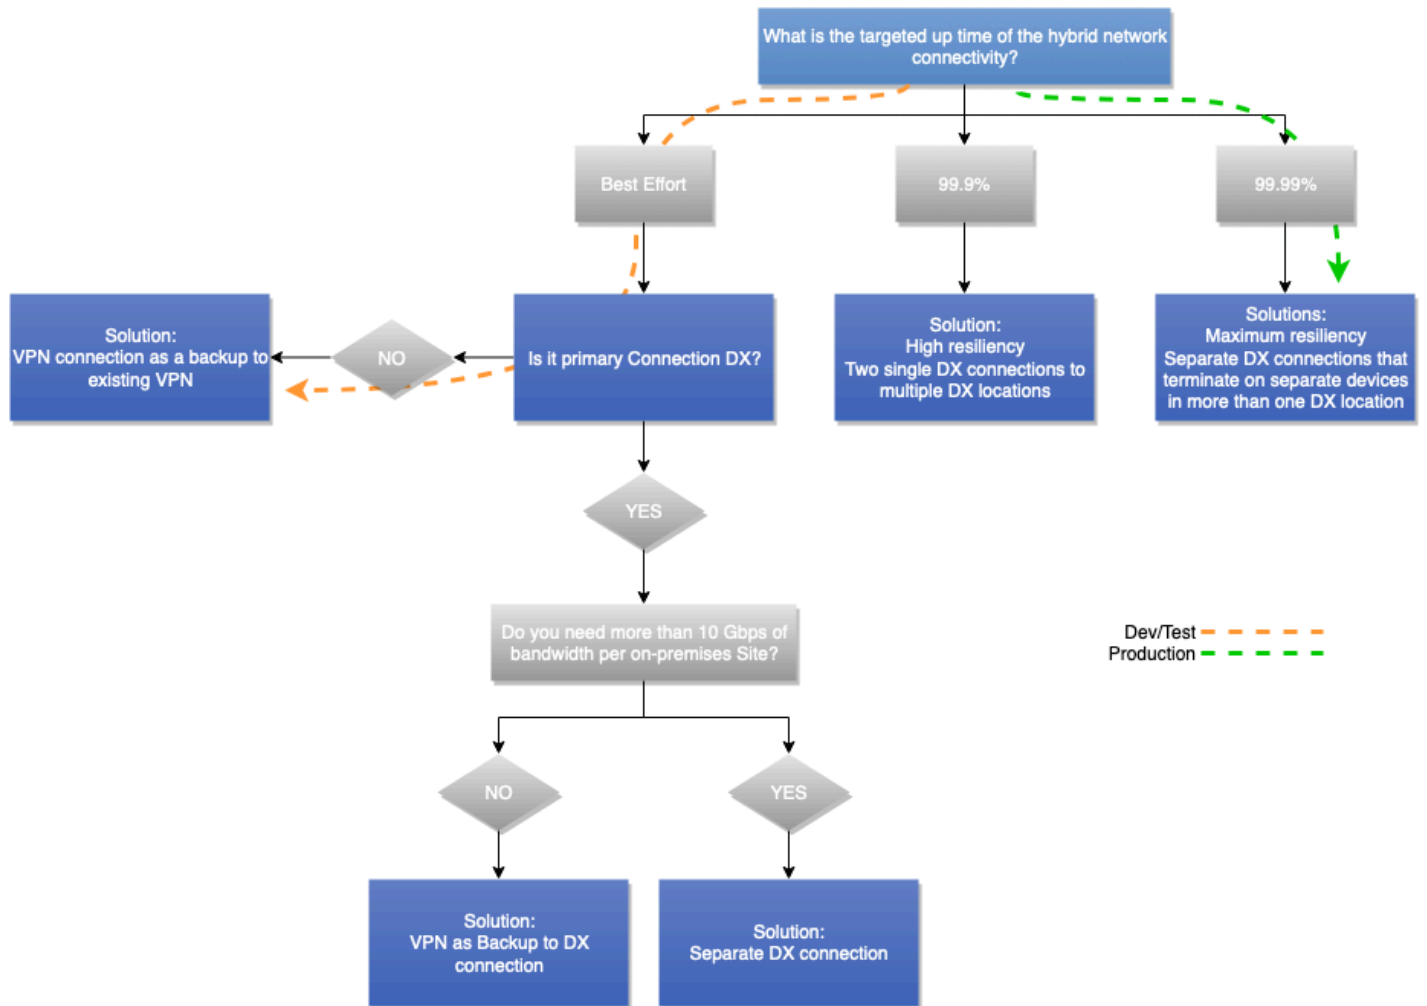 What is the targeted up time of the hybrid network
connectivity?
Best Effort
99.9%
99.99%
Solution:
VPN connection as a backup to
existing VPN
NO
Is it primary Connection DX?
Solution:
High resiliency
Two single DX connections to
multiple DX locations
Solutions:
Maximum resiliency
Separate DX connections that
terminate on separate devices
in more than one DX location
YES
Do you need more than 10 Gbps of
bandwidth per on-premises Site?
Dev/Test
Production
NO
YES
Solution:
VPN as Backup to DX
connection
Solution:
Separate DX connection